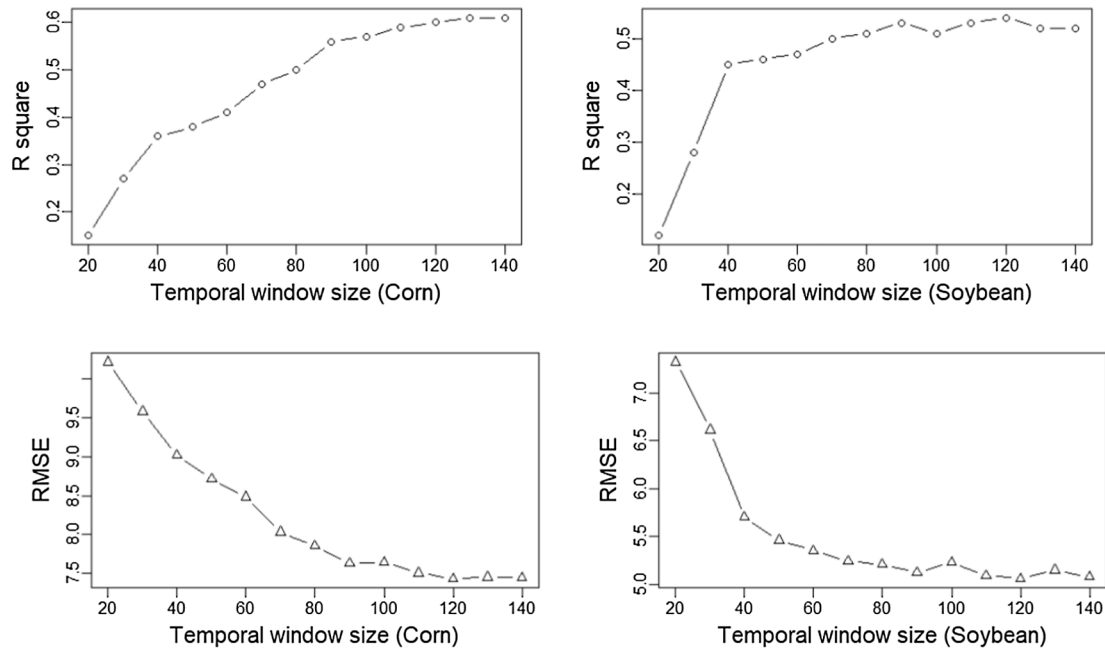 R square
0.2 0.3 0.4 0.5 0.6
20 40 60 80 100 120 140
Temporal window size (Corn)
R square
0.2 0.3 0.4 0.5
20 40 60 80 100 120 140
Temporal window size (Soybean)
RMSE
7.5 8.0 8.5 9.0 9.5
20 40 60 80 100 120 140
Temporal window size (Corn)
RMSE
5.0 5.5 6.0 6.5 7.0
20 40 60 80 100 120 140
Temporal window size (Soybean)